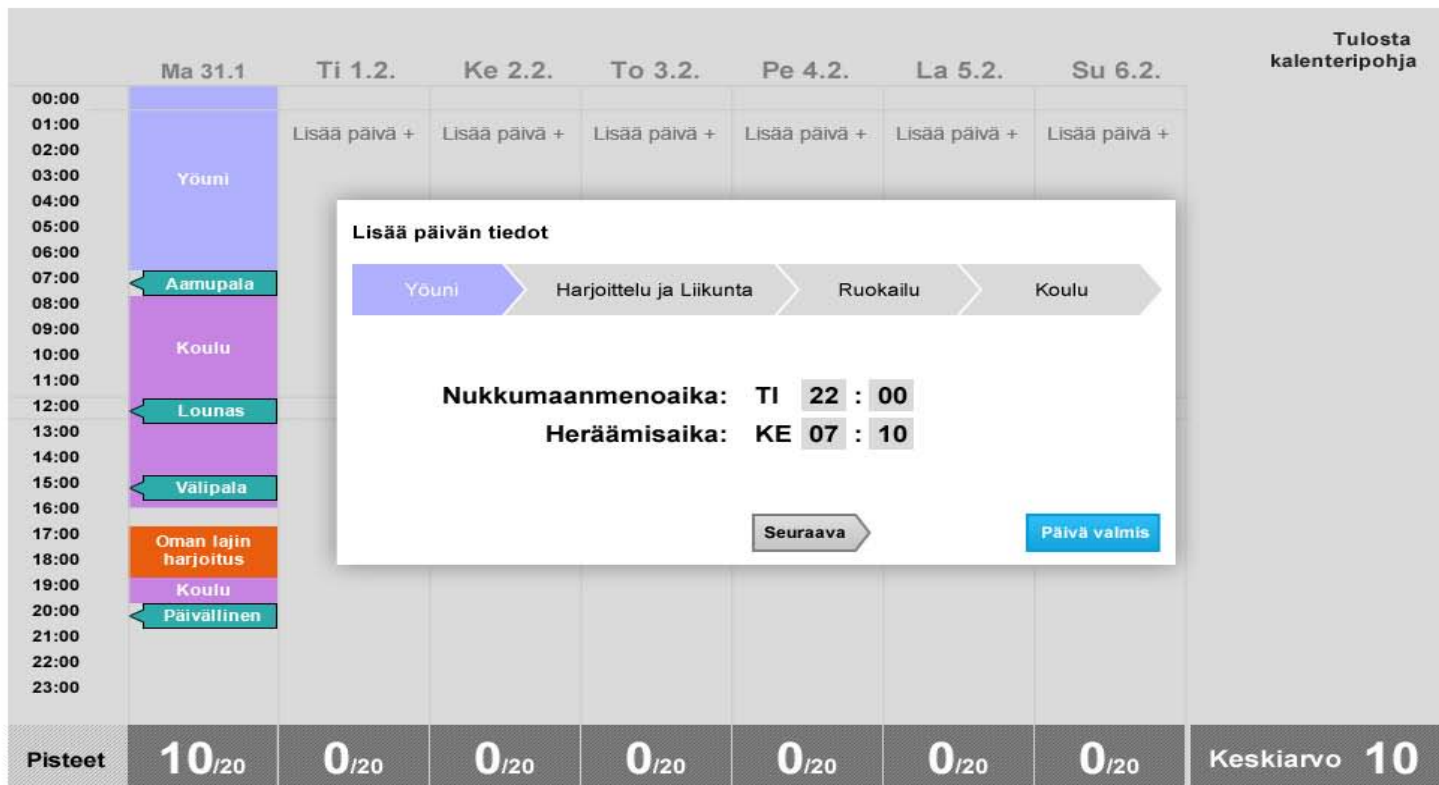 Tulosta
kalenteripohja
Ma 31.1 Ti 1.2. Ke 2.2. To 3.2. Pe 4.2. La 5.2. Su 6.2.
00:00
01:00
Lisää päivä + Lisää päivä + Lisää päivä + Lisää päivä + Lisää päivä + Lisää päivä +
02:00
03:00 Yöuni
04:00
05:00
06:00
07:00 Aamupala
08:00
09:00
10:00 Koulu
11:00
12:00 Lounas
13:00
14:00
15:00 Välipala
16:00
17:00 Oman lajin
18:00 harjoitus
19:00 Koulu
20:00 Päivällinen
21:00
22:00
23:00
Lisää päivän tiedot
Yöuni Harjoittelu ja Liikunta Ruokailu Koulu
Nukkumaanmenoaika: TI 22 : 00
Heräämisaika: KE 07 : 10
Seuraava Päivä valmis
Pisteet 10/20 0/20 0/20 0/20 0/20 0/20 0/20 Keskiarvo 10